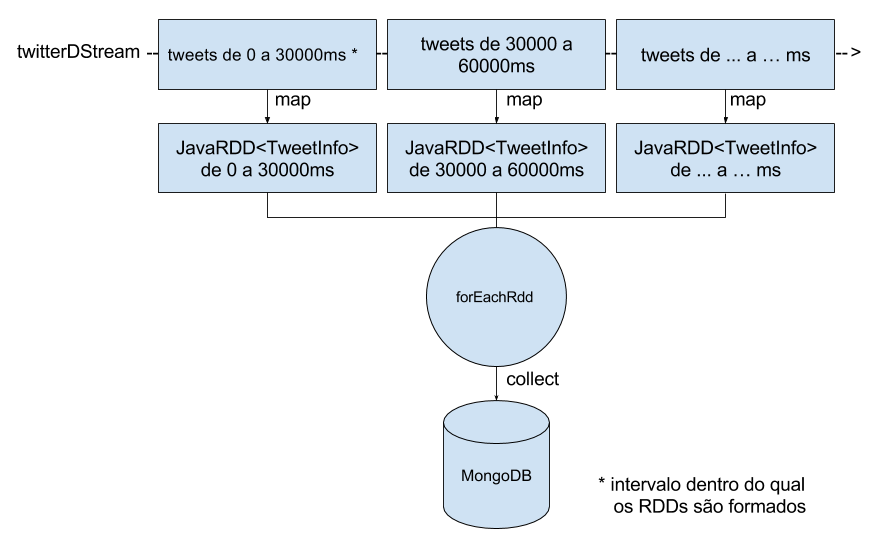 twitterDStream
tweets de 0 a 30000ms *
tweets de 30000 a
60000ms
tweets de ... a … ms
>
map
map
map
JavaRDD<TweetInfo>
de 0 a 30000ms
JavaRDD<TweetInfo>
de 30000 a 60000ms
JavaRDD<TweetInfo>
de ... a … ms
forEachRdd
collect
MongoDB
* intervalo dentro do qual
os RDDs são formados